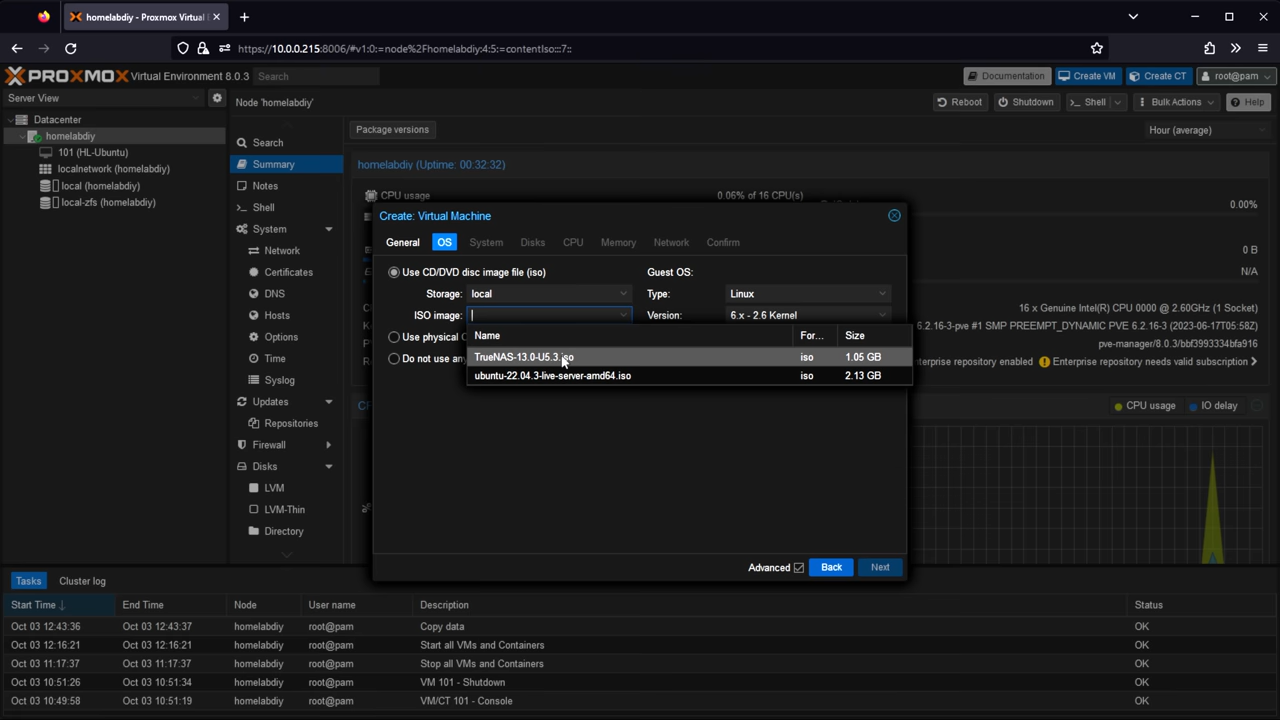 homelabdiy - Proxmox Virtual E
https://10.0.0.215:8006/#v1:0:=node%2Fhomelabdiy:4:5:=contentIso:::7::
PROXMOX Virtual Environment 8.0.3 Search
Documentation Create VM Create CT root@pam
Server View
Node 'homelabdiy'
Reboot Shutdown Shell Bulk Actions Help
Datacenter
homelabdiy
101 (HL-Ubuntu)
localnetwork (homelabdiy)
local (homelabdiy)
local-zfs (homelabdiy)
Search
Summary
Notes
Shell
System
Network
Certificates
DNS
Hosts
Options
Time
Syslog
Updates
Repositories
Firewall
Disks
LVM
LVM-Thin
Directory
Package versions
Hour (average)
homelabdiy (Uptime: 00:32:32)
CPU usage 0.06% of 16 CPU(s)
0.00%
0 B
N/A
16 x Genuine Intel(R) CPU 0000 @ 2.60GHz (1 Socket)
6.2.16-3-pve #1 SMP PREEMPT_DYNAMIC PVE 6.2.16-3 (2023-06-17T05:58Z)
pve-manager/8.0.3/bbf3993334bfa916
enterprise repository enabled Enterprise repository needs valid subscription
CPU usage IO delay
Create: Virtual Machine
General OS System Disks CPU Memory Network Confirm
Use CD/DVD disc image file (iso)
Storage: local
ISO image:
Use physical C
Do not use any
Guest OS:
Type: Linux
Version: 6.x - 2.6 Kernel
Name For... Size
TrueNAS-13.0-U5.3.iso iso 1.05 GB
ubuntu-22.04.3-live-server-amd64.iso iso 2.13 GB
Advanced Back Next
Tasks Cluster log
Start Time End Time Node User name Description Status
Oct 03 12:43:36 Oct 03 12:43:37 homelabdiy root@pam Copy data OK
Oct 03 12:16:21 Oct 03 12:16:21 homelabdiy root@pam Start all VMs and Containers OK
Oct 03 11:17:37 Oct 03 11:17:37 homelabdiy root@pam Stop all VMs and Containers OK
Oct 03 10:51:26 Oct 03 10:51:34 homelabdiy root@pam VM 101 - Shutdown OK
Oct 03 10:49:58 Oct 03 10:51:19 homelabdiy root@pam VM/CT 101 - Console OK